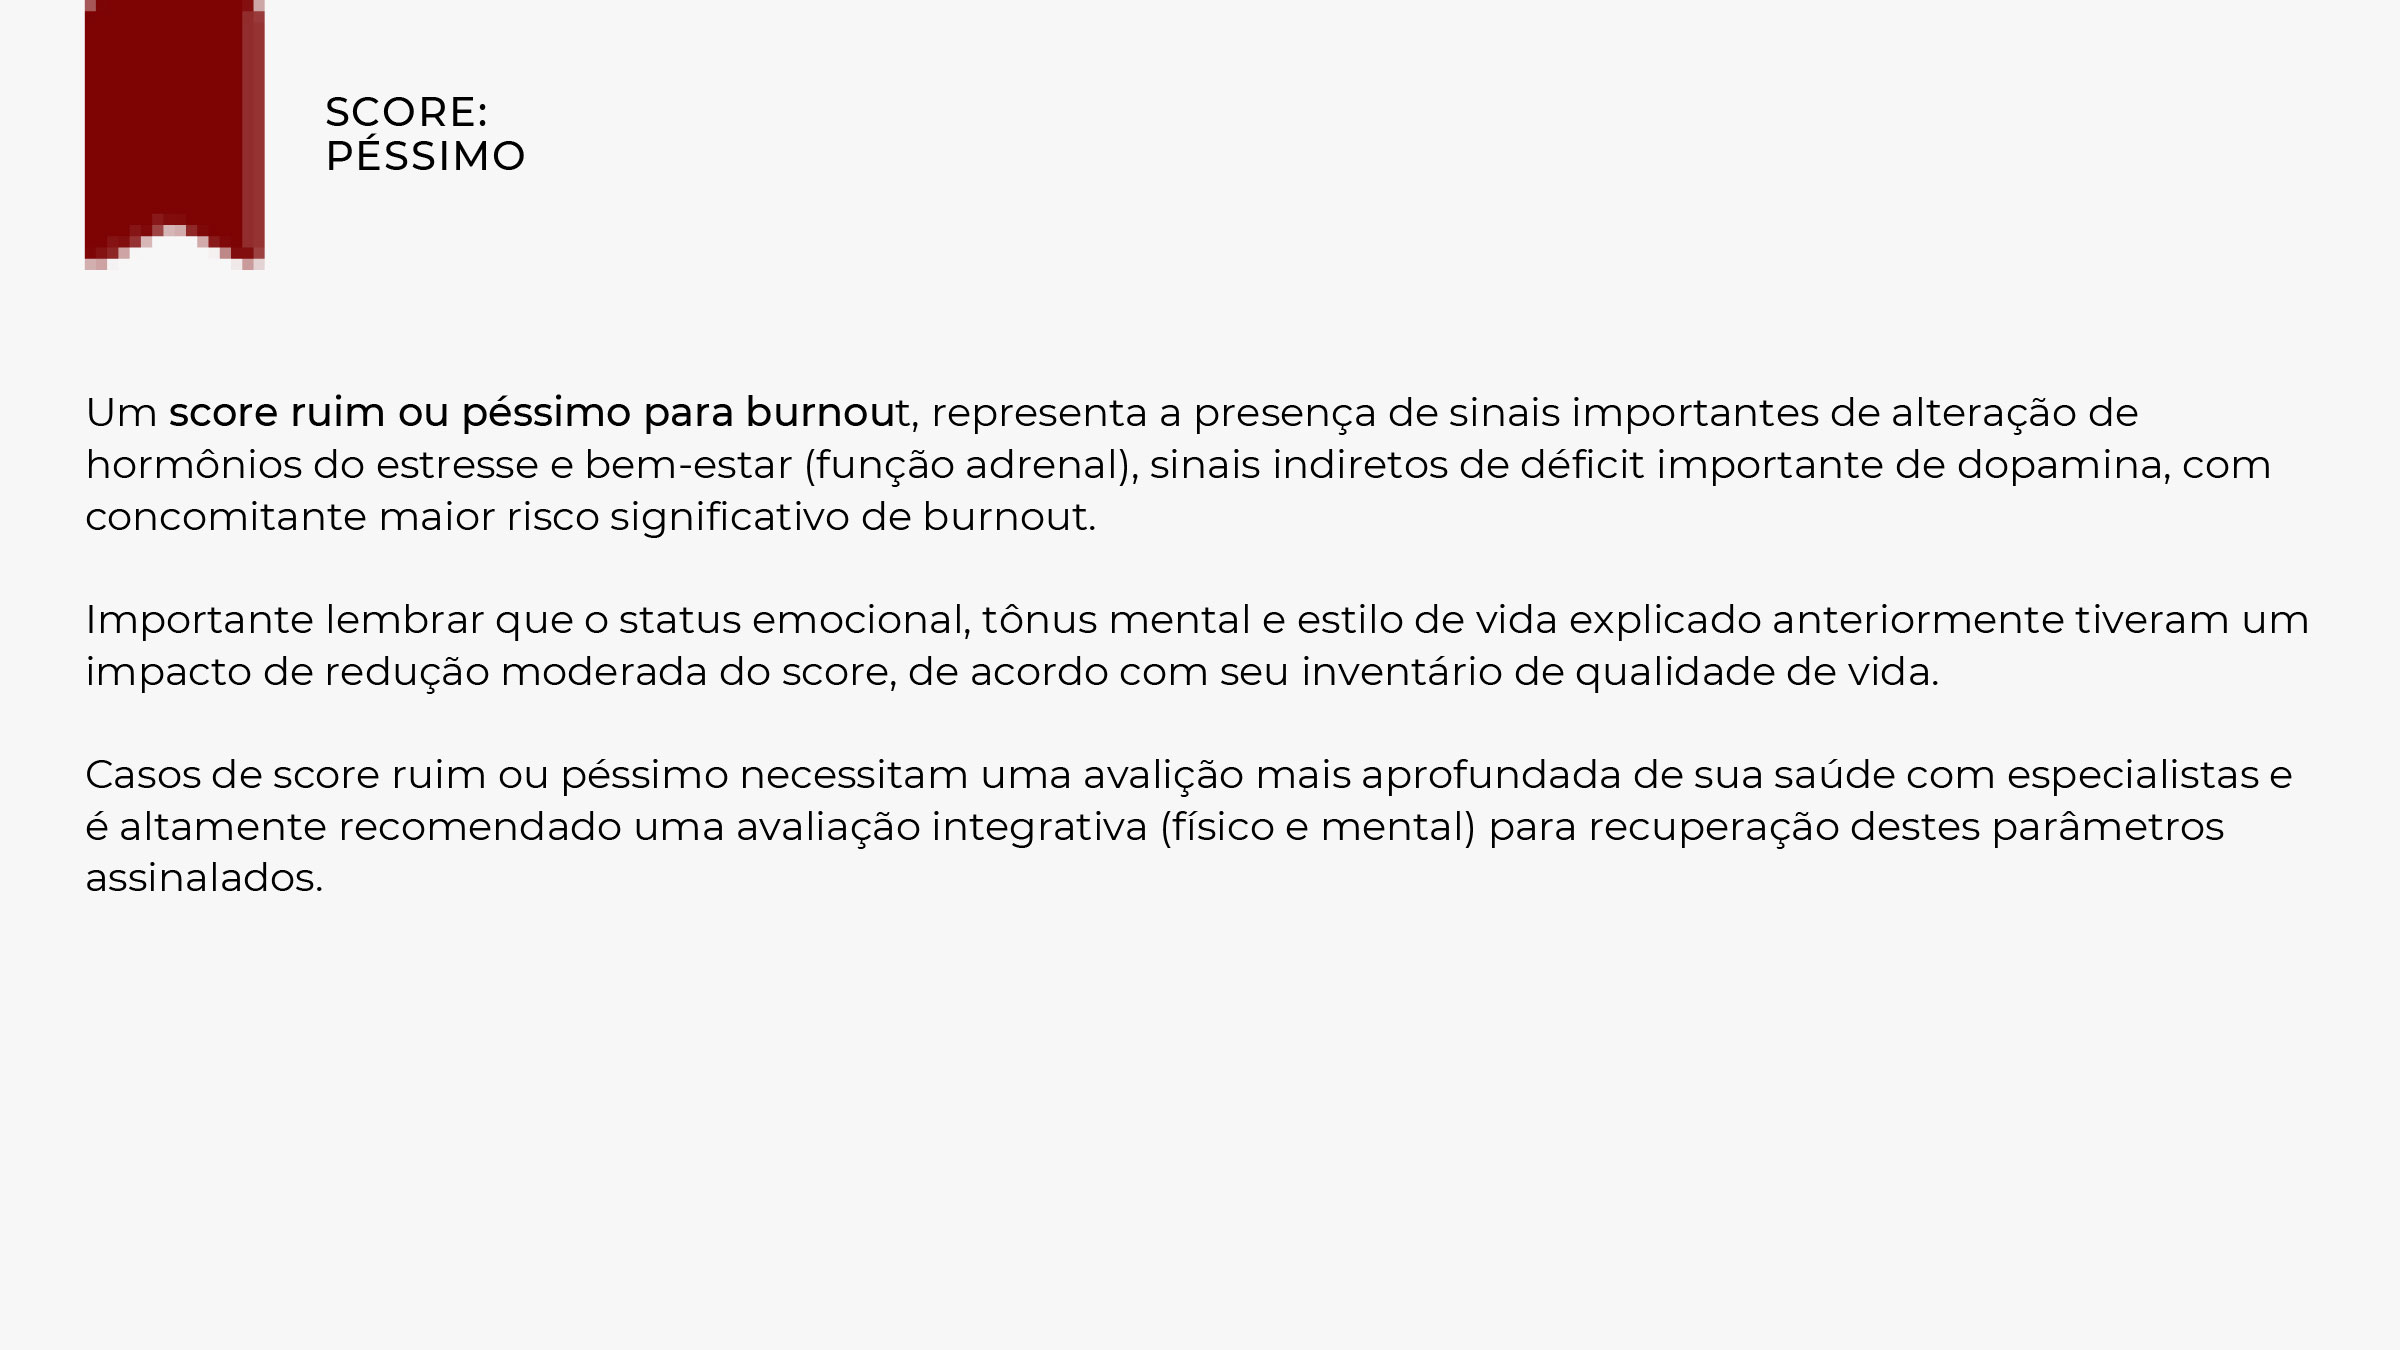 SCORE:
PÉSSIMO
Um score ruim ou péssimo para burnout, representa a presença de sinais importantes de alteração de
hormônios do estresse e bem-estar (função adrenal), sinais indiretos de déficit importante de dopamina, com
concomitante maior risco significativo de burnout.
Importante lembrar que o status emocional, tônus mental e estilo de vida explicado anteriormente tiveram um
impacto de redução moderada do score, de acordo com seu inventário de qualidade de vida.
Casos de score ruim ou péssimo necessitam uma avalição mais aprofundada de sua saúde com especialistas e
é altamente recomendado uma avaliação integrativa (físico e mental) para recuperação destes parâmetros
assinalados.